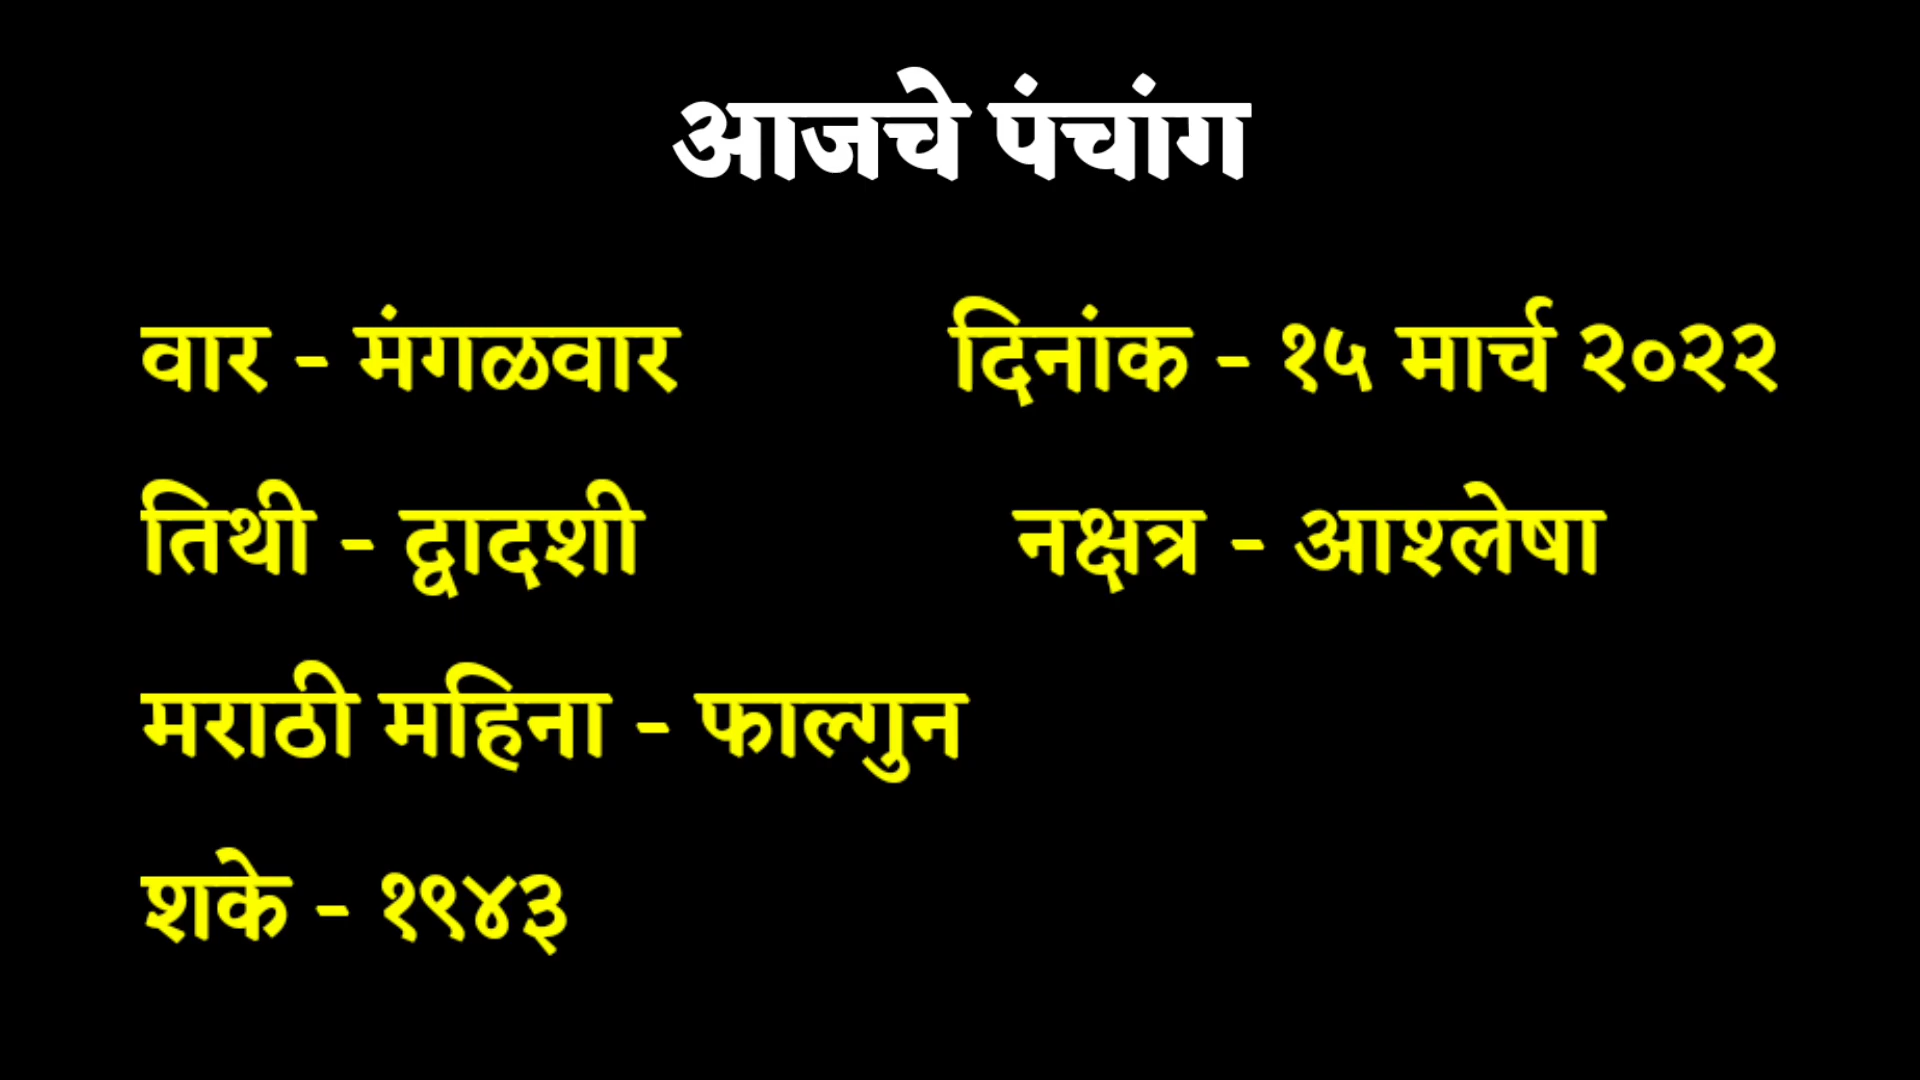 आजचे पंचांग
वार - मंगळवार दिनांक - १५ मार्च २०२२
तिथी - द्वादशी नक्षत्र - आश्लेषा
मराठी महिना - फाल्गुन
शके - १९४३